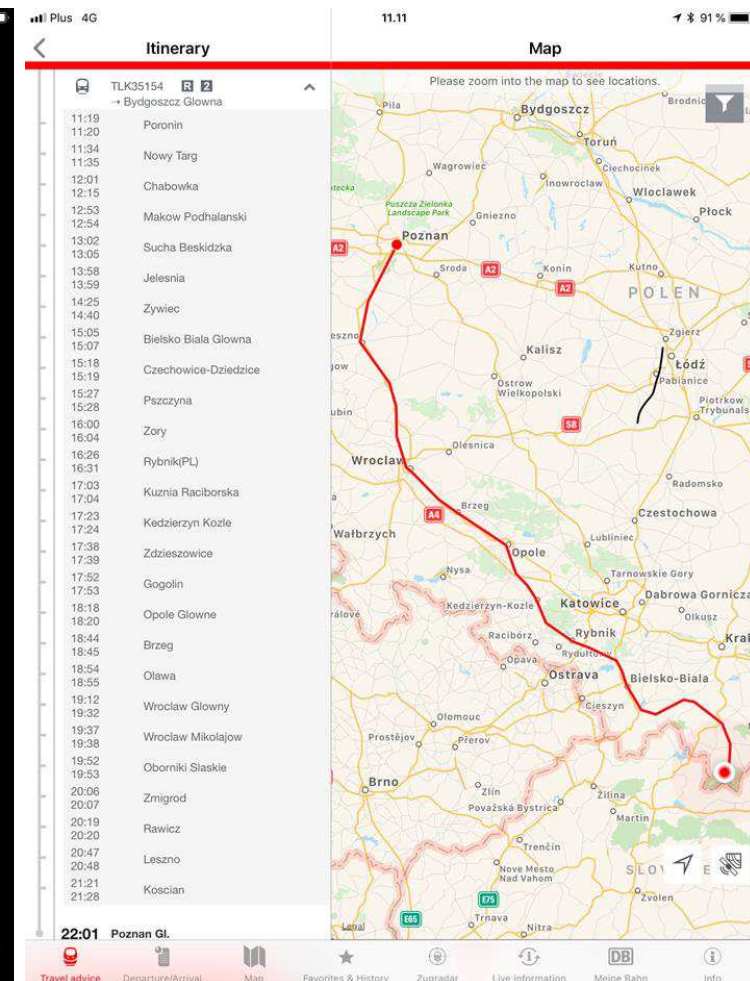 Plus 4G
11.11
91 %
Itinerary
Map
TLK35154 R 2
→ Bydgoszcz Glowna
11:19
11:20 Poronin
11:34
11:35 Nowy Targ
12:01
12:15 Chabowka
12:53
12:54 Makow Podhalanski
13:02
13:05 Sucha Beskidzka
13:58
13:59 Jelesnia
14:25
14:40 Zywiec
15:05
15:07 Bielsko Biala Glowna
15:18
15:19 Czechowice-Dziedzice
15:27
15:28 Pszczyna
16:00
16:04 Zory
16:26
16:31 Rybnik(PL)
17:03
17:04 Kuznia Raciborska
17:23
17:24 Kedzierzyn Kozle
17:38
17:39 Zdzieszowice
17:52
17:53 Gogolin
18:18
18:20 Opole Glowne
18:44
18:45 Brzeg
18:54
18:55 Olawa
19:12
19:32 Wroclaw Glowny
19:37
19:38 Wroclaw Mikolajow
19:52
19:53 Oborniki Slaskie
20:06
20:07 Zmigrod
20:19
20:20 Rawicz
20:47
20:48 Leszno
21:21
21:28 Koscian
22:01 Poznan Gl.
Please zoom into the map to see locations.
Pila
Bydgoszcz
Brodnic
Toruń
Wagrowiec
Ciechocinek
Inowroclaw
Wloclawek
Puszcza Zielonka
Landscape Park
Gniezno
Płock
Poznan
A2
Sroda
A2
Konin
Kutno
A2
POLEN
Zgierz
eszno
Łódź
Kalisz
Pabianice
Ostrow
Wielkopolski
Piotrkow
Trybunals
S8
Olesnica
Wroclaw
Radomsko
Brzeg
A4
Czestochowa
Wałbrzych
Lubliniec
Opole
Nysa
Tarnowskie Gory
Kedzierzyn-Kozle
Katowice
Dabrowa Gornicza
Olkusz
Racibórz
Rybnik
Krak
Opava
Rydułtowy
Ostrava
Bielsko-Biala
Cieszyn
Olomouc
Prostějov
Přerov
Brno
Zlín
Žilina
Považská Bystrica
Martin
Trenčín
Nove Mesto
Nad Vahom
SLO
E
E75
Zvolen
E65
Trnava
Nitra
Legal
Travel advice
Departure/Arrival
Map
Favorites & History
Zugradar
Live information
DB
Meine Bahn
Info